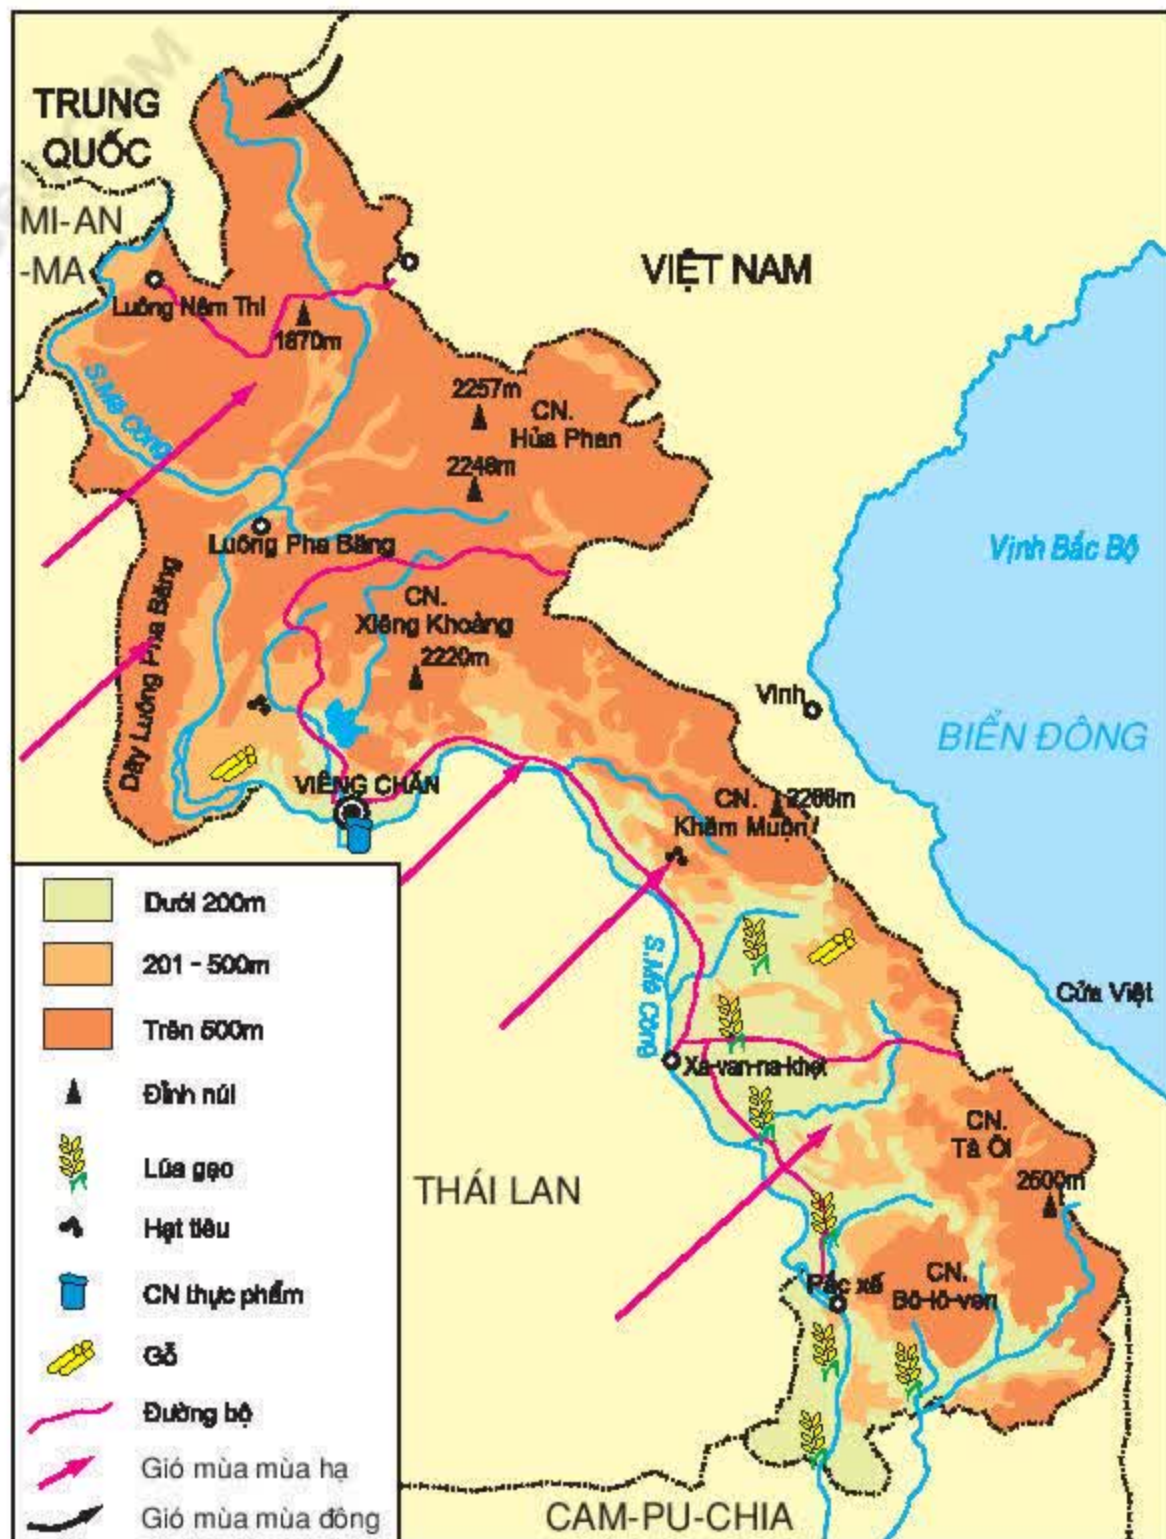 TRUNG
QUỐC
MI-AN
-MA
VIỆT NAM
Luông Nậm Thi
1870m
S.Mê Công
2257m
CN.
Hủa Phan
2248m
Luông Pha Băng
Vịnh Bắc Bộ
Dãy Luông Pha Băng
CN.
Xiêng Khoảng
2220m
Vinh
BIỂN ĐÔNG
VIÊNG CHĂN
CN.
Khăm Muộn
S.Mê Công
Cửa Việt
Xa-van-na-khẹt
CN.
Tà Ôi
THÁI LAN
2500m
Pắc xế
CN.
Bô-lô-ven
CAM-PU-CHIA
Dưới 200m
201 - 500m
Trên 500m
Đỉnh núi
Lúa gạo
Hạt tiêu
CN thực phẩm
Gỗ
Đường bộ
Gió mùa mùa hạ
Gió mùa mùa đông